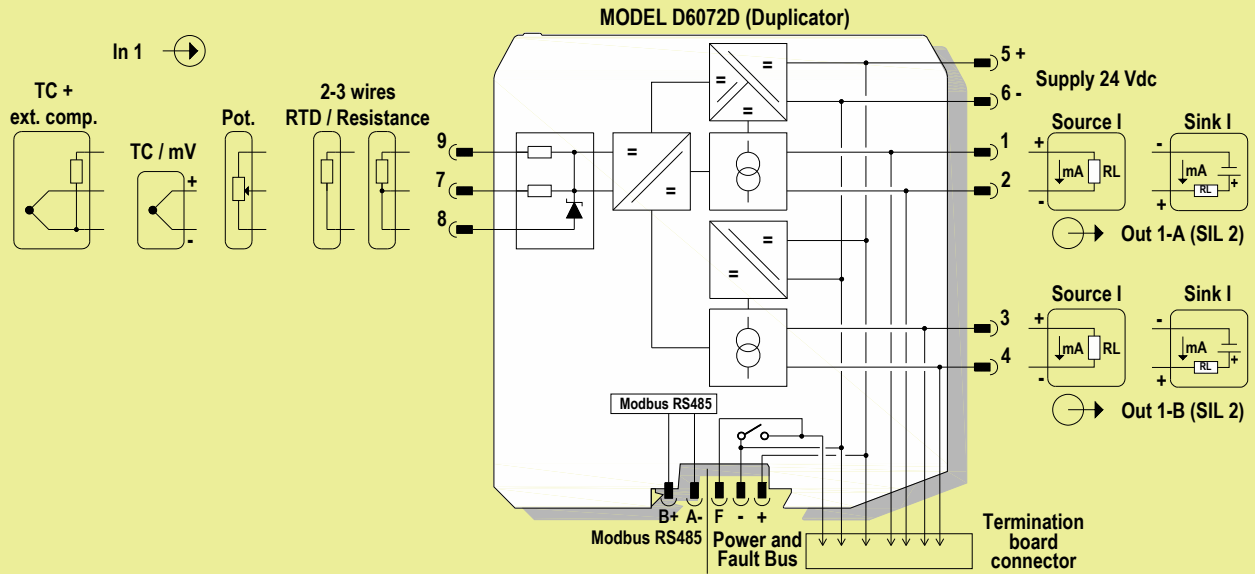 MODEL D6072D (Duplicator)
In 1
TC +
ext. comp.
TC / mV
+
-
Pot.
2-3 wires
RTD / Resistance
9
7
8
=
=
=
=
=
=
=
5 +
6 -
Supply 24 Vdc
1
2
Source I
+
mA
RL
-
Sink I
-
mA
RL
+
+
Out 1-A (SIL 2)
3
4
Source I
+
mA
RL
-
Sink I
-
mA
RL
+
+
Out 1-B (SIL 2)
Modbus RS485
B+ A- F - +
Modbus RS485
Power and
Fault Bus
Termination
board
connector